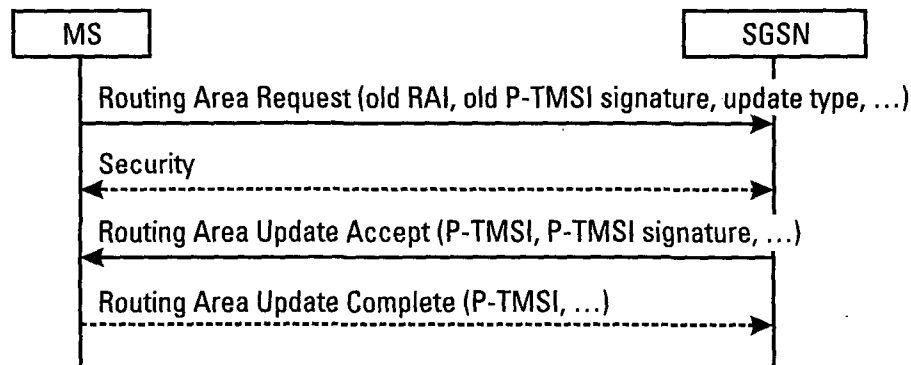 MS
SGSN
Routing Area Request (old RAI, old P-TMSI signature, update type, ...)
Security
Routing Area Update Accept (P-TMSI, P-TMSI signature, ...)
Routing Area Update Complete (P-TMSI, ...)